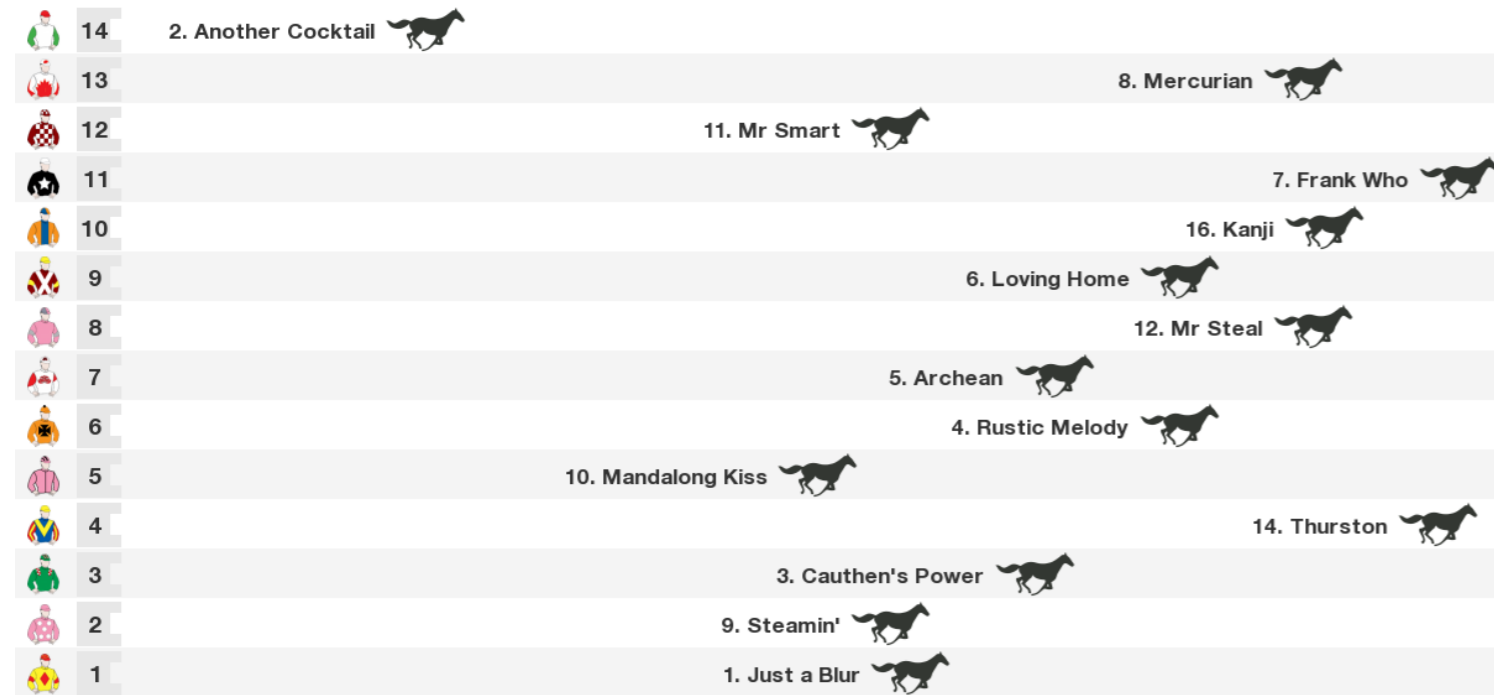 14 2. Another Cocktail
13 8. Mercurian
12 11. Mr Smart
11 7. Frank Who
10 16. Kanji
9 6. Loving Home
8 12. Mr Steal
7 5. Archean
6 4. Rustic Melody
5 10. Mandalong Kiss
4 14. Thurston
3 3. Cauthen's Power
2 9. Steamin'
1 1. Just a Blur